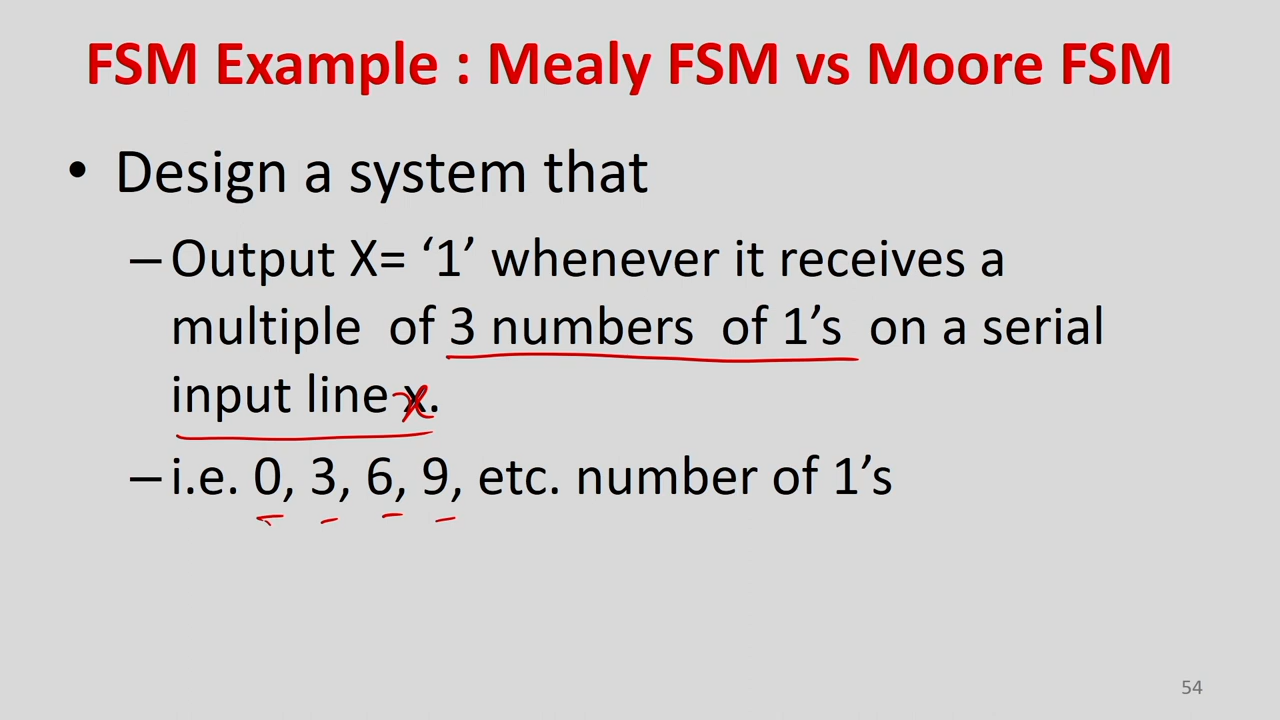 FSM Example : Mealy FSM vs Moore FSM
• Design a system that
– Output X= ‘1’ whenever it receives a
multiple of 3 numbers of 1’s on a serial
input line x.
– i.e. 0, 3, 6, 9, etc. number of 1’s
54